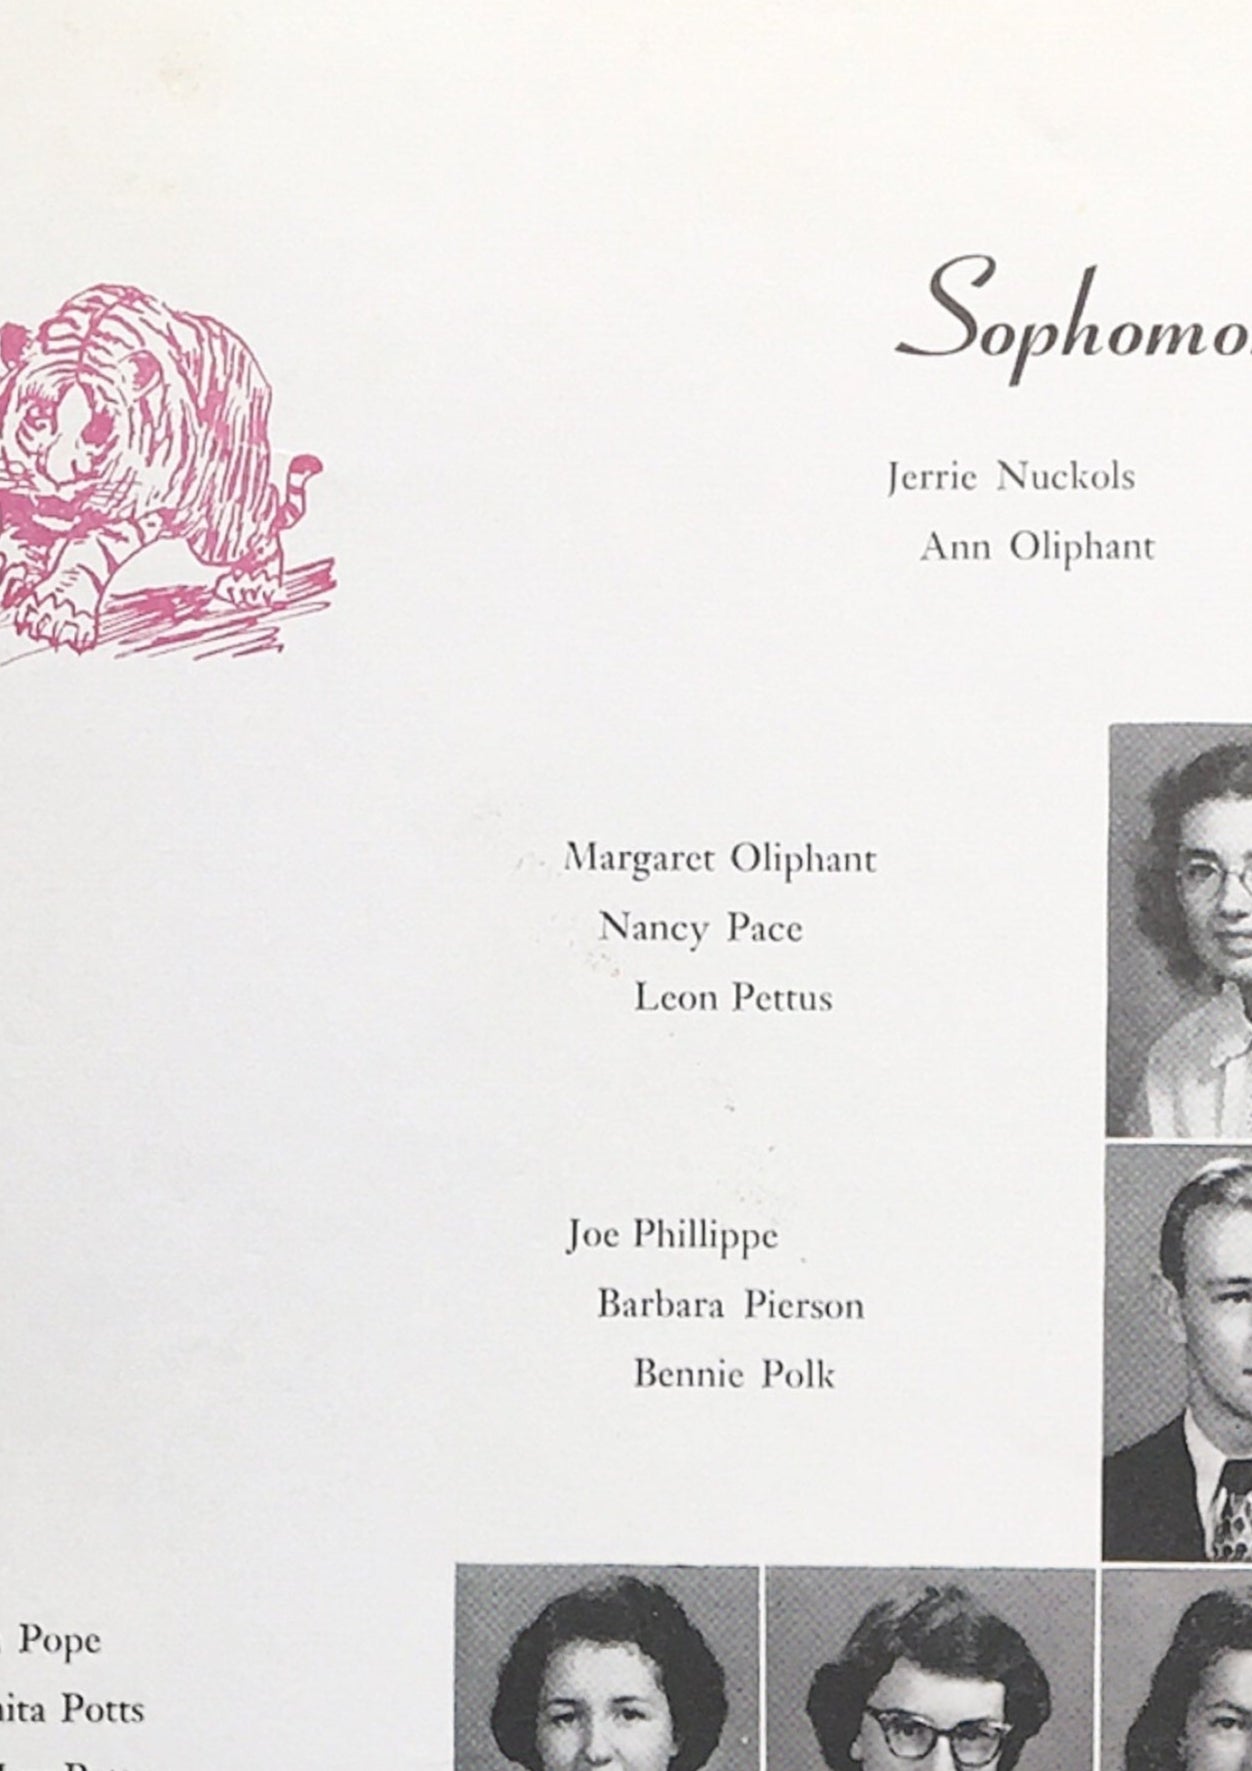 Sophomo
Jerrie Nuckols
Ann Oliphant
Margaret Oliphant
Nancy Pace
Leon Pettus
Joe Phillippe
Barbara Pierson
Bennie Polk
Pope
Potts